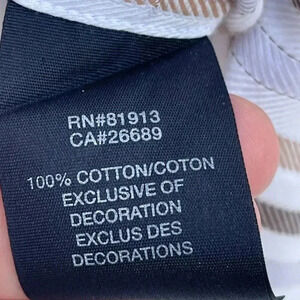 RN#81913
CA#26689
100% COTTON/COTON
EXCLUSIVE OF
DECORATION
EXCLUS DES
DECORATIONS